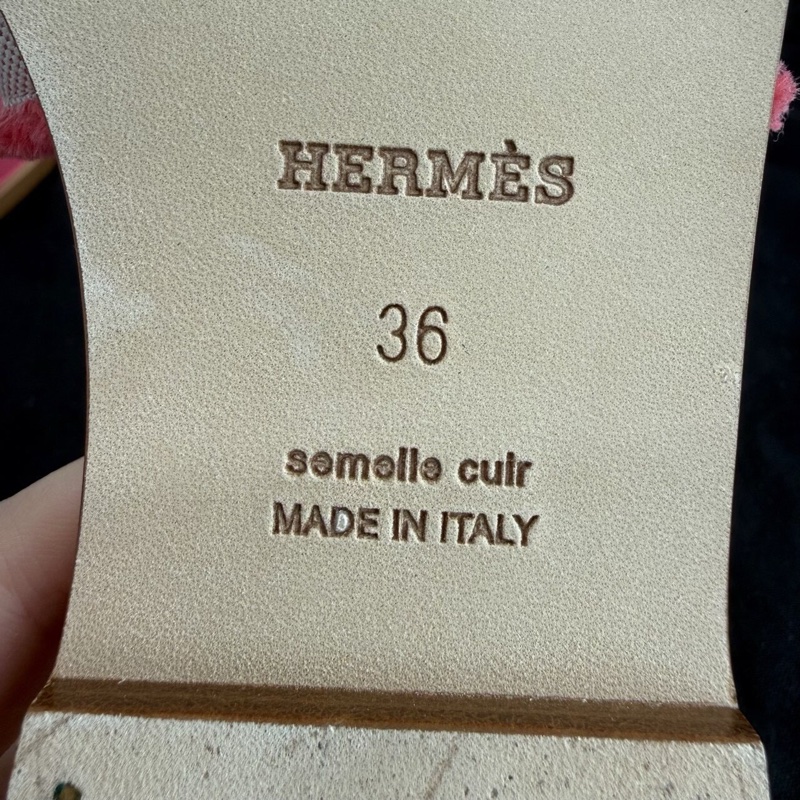 HERMÈS
36
semelle cuir
MADE IN ITALY